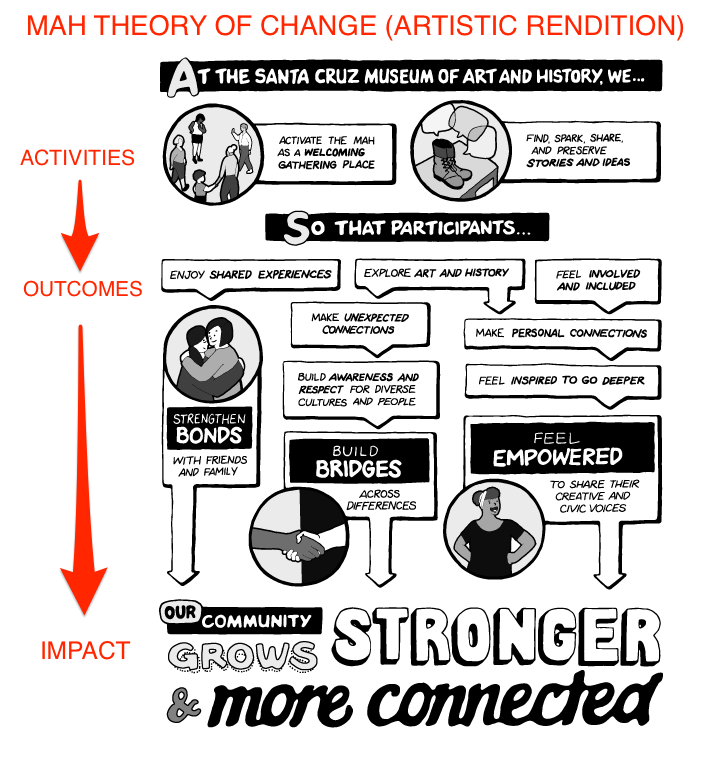 MAH THEORY OF CHANGE (ARTISTIC RENDITION)
AT THE SANTA CRUZ MUSEUM OF ART AND HISTORY, WE...
ACTIVITIES
ACTIVATE THE MAH
AS A WELCOMING
GATHERING PLACE
FIND, SPARK, SHARE,
AND PRESERVE
STORIES AND IDEAS
SO THAT PARTICIPANTS...
OUTCOMES
ENJOY SHARED EXPERIENCES
EXPLORE ART AND HISTORY
FEEL INVOLVED
AND INCLUDED
MAKE UNEXPECTED
CONNECTIONS
MAKE PERSONAL CONNECTIONS
BUILD AWARENESS AND
RESPECT FOR DIVERSE
CULTURES AND PEOPLE
FEEL INSPIRED TO GO DEEPER
STRENGTHEN
BONDS
WITH FRIENDS
AND FAMILY
BUILD
BRIDGES
ACROSS
DIFFERENCES
FEEL
EMPOWERED
TO SHARE THEIR
CREATIVE AND
CIVIC VOICES
IMPACT
OUR COMMUNITY
GROWS STRONGER
& more connected